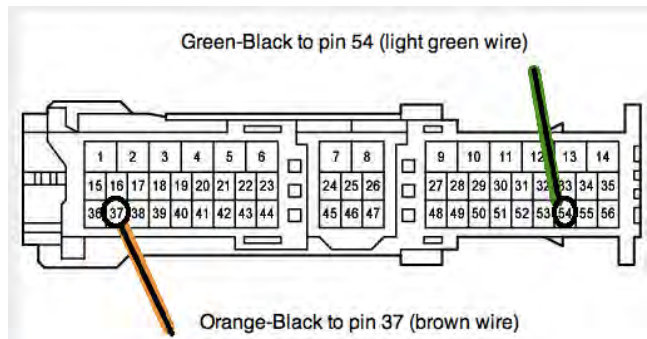 Green-Black to pin 54 (light green wire)
1 2 3 4 5 6 7 8 9 10 11 12 13 14
15 16 17 18 19 20 21 22 23 24 25 26 27 28 29 30 31 32 33 34 35
36 37 38 39 40 41 42 43 44 45 46 47 48 49 50 51 52 53 54 55 56
Orange-Black to pin 37 (brown wire)